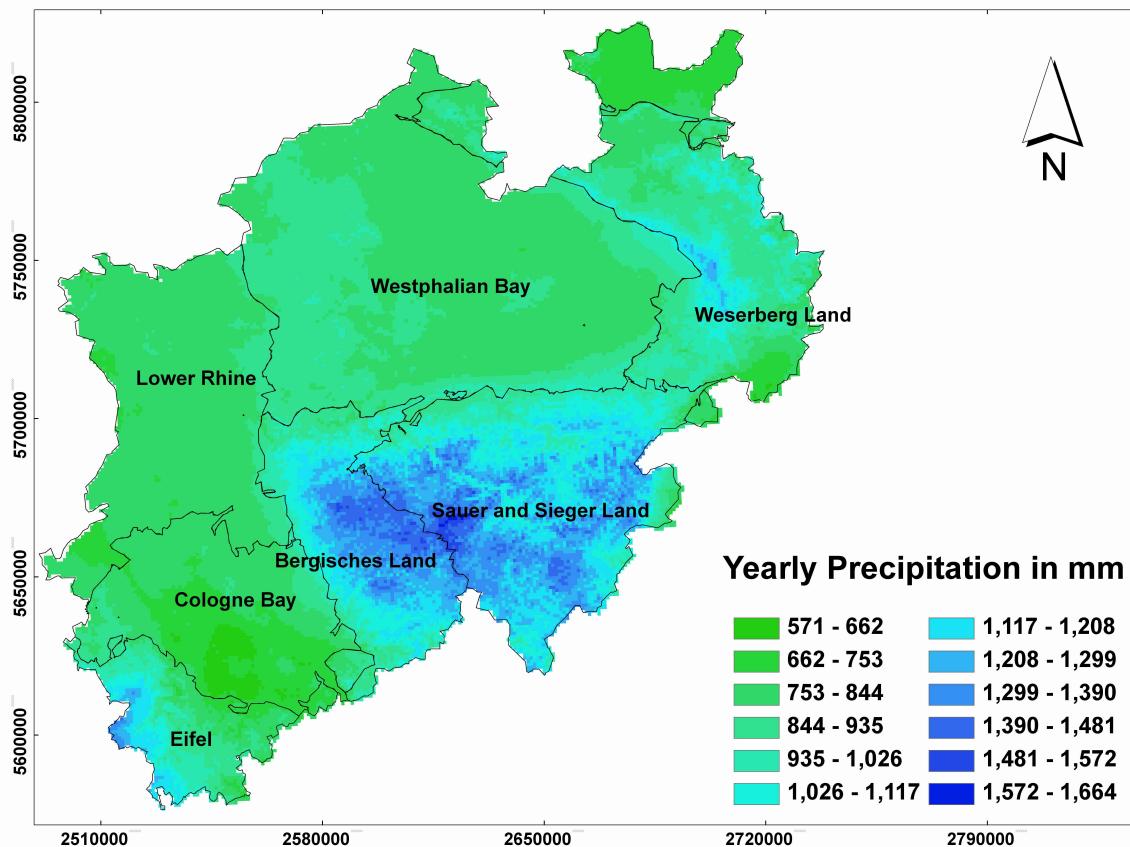 5800000
N
5750000
Westphalian Bay
Weserberg Land
Lower Rhine
5700000
Sauer and Sieger Land
Bergisches Land
5650000
Cologne Bay
5600000
Eifel
Yearly Precipitation in mm
571 - 662
662 - 753
753 - 844
844 - 935
935 - 1,026
1,026 - 1,117
1,117 - 1,208
1,208 - 1,299
1,299 - 1,390
1,390 - 1,481
1,481 - 1,572
1,572 - 1,664
2510000
2580000
2650000
2720000
2790000